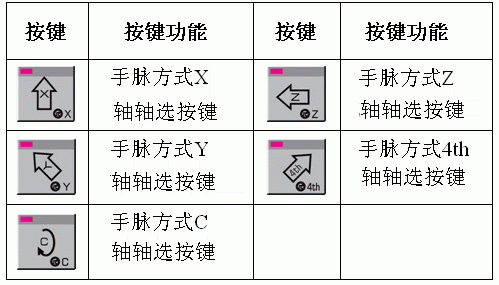 按键 按键功能 按键 按键功能
X X 手脉方式X Z Z 手脉方式Z
轴轴选按键 轴轴选按键
Y Y 手脉方式Y 4th 4th 手脉方式4th
轴轴选按键 轴轴选按键
C C 手脉方式C
轴轴选按键